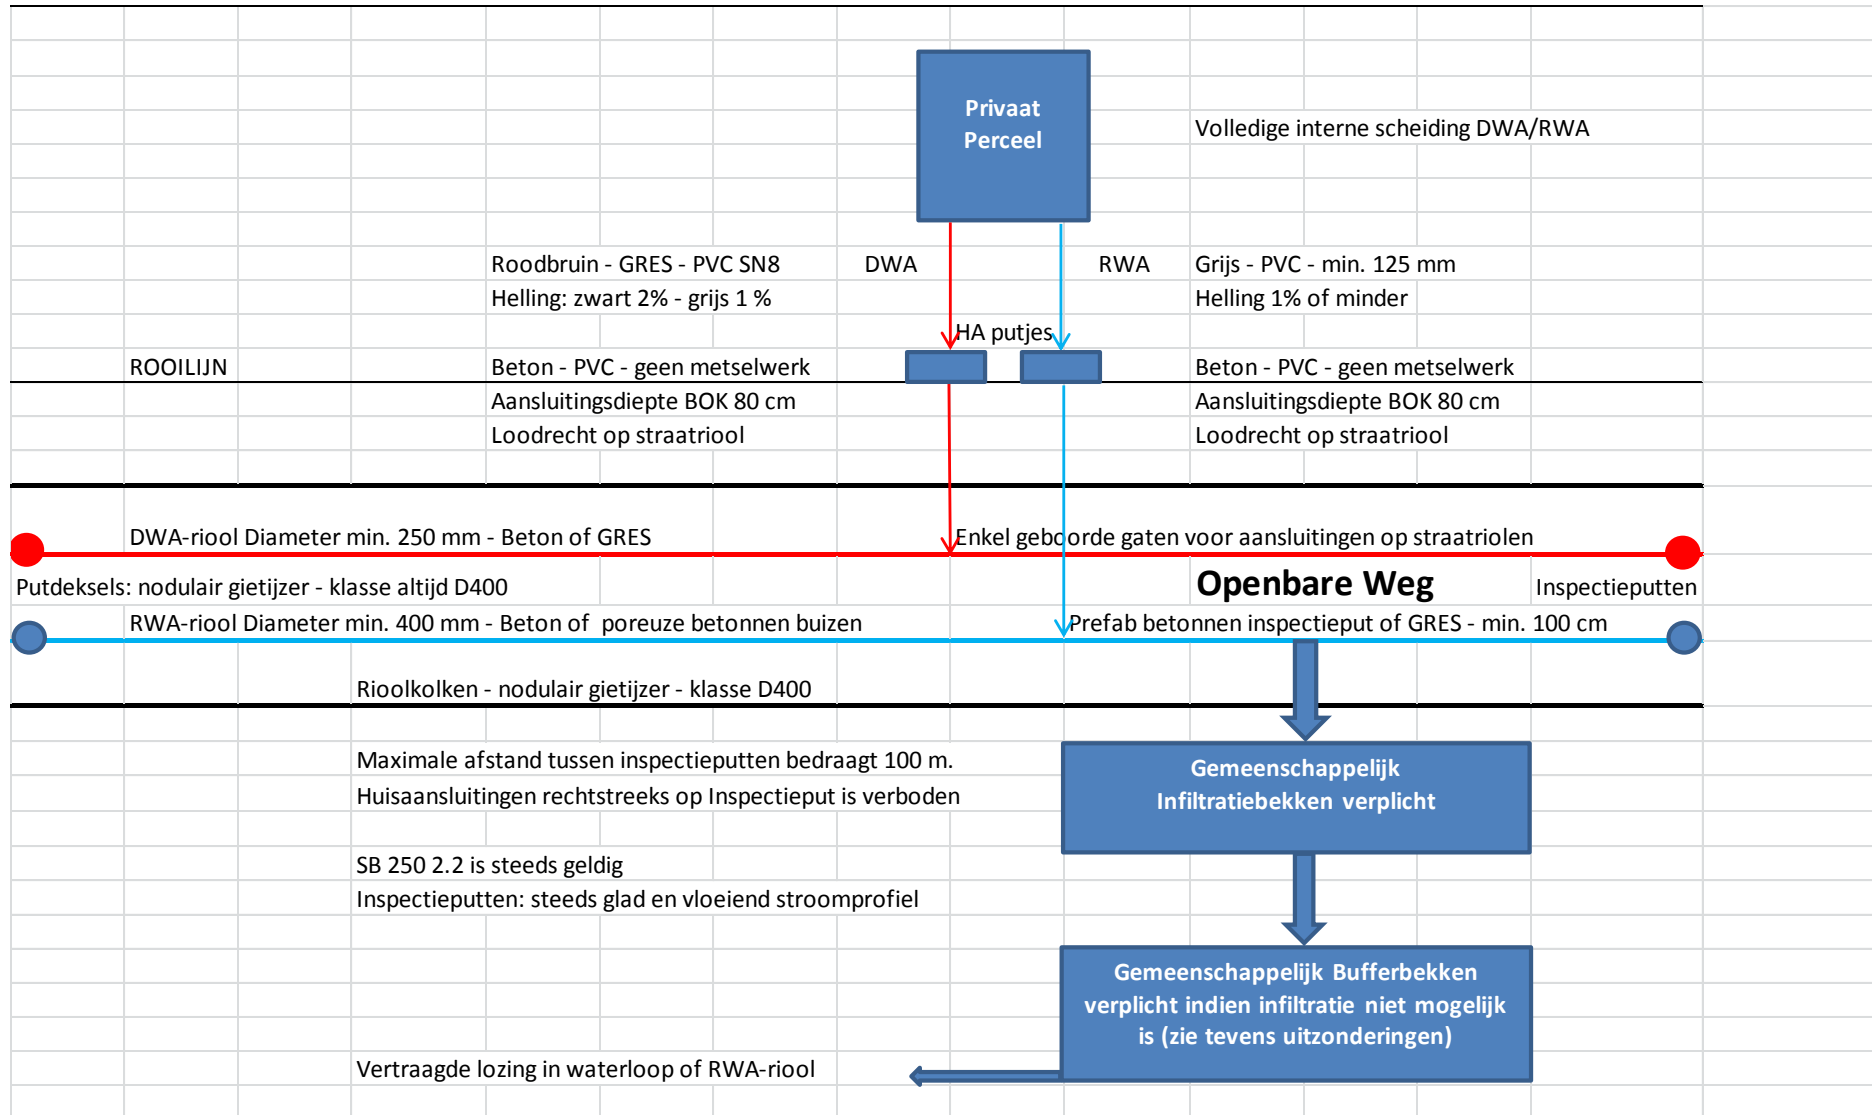 Privaat
Perceel
Volledige interne scheiding DWA/RWA
Roodbruin - GRES - PVC SN8
DWA
RWA
Grijs - PVC - min. 125 mm
Helling: zwart 2% - grijs 1 %
Helling 1% of minder
HA putjes
ROOILIJN
Beton - PVC - geen metselwerk
Beton - PVC - geen metselwerk
Aansluitingsdiepte BOK 80 cm
Aansluitingsdiepte BOK 80 cm
Loodrecht op straatriool
Loodrecht op straatriool
DWA-riool Diameter min. 250 mm - Beton of GRES
Enkel geboorde gaten voor aansluitingen op straatriolen
Putdeksels: nodulair gietijzer - klasse altijd D400
Openbare Weg
Inspectieputten
RWA-riool Diameter min. 400 mm - Beton of  poreuze betonnen buizen
Prefab betonnen inspectieput of GRES - min. 100 cm
Rioolkolken - nodulair gietijzer - klasse D400
Maximale afstand tussen inspectieputten bedraagt 100 m.
Huisaansluitingen rechtstreeks op Inspectieput is verboden
Gemeenschappelijk
Infiltratiebekken verplicht
SB 250 2.2 is steeds geldig
Inspectieputten: steeds glad en vloeiend stroomprofiel
Gemeenschappelijk Bufferbekken
verplicht indien infiltratie niet mogelijk
is (zie tevens uitzonderingen)
Vertraagde lozing in waterloop of RWA-riool